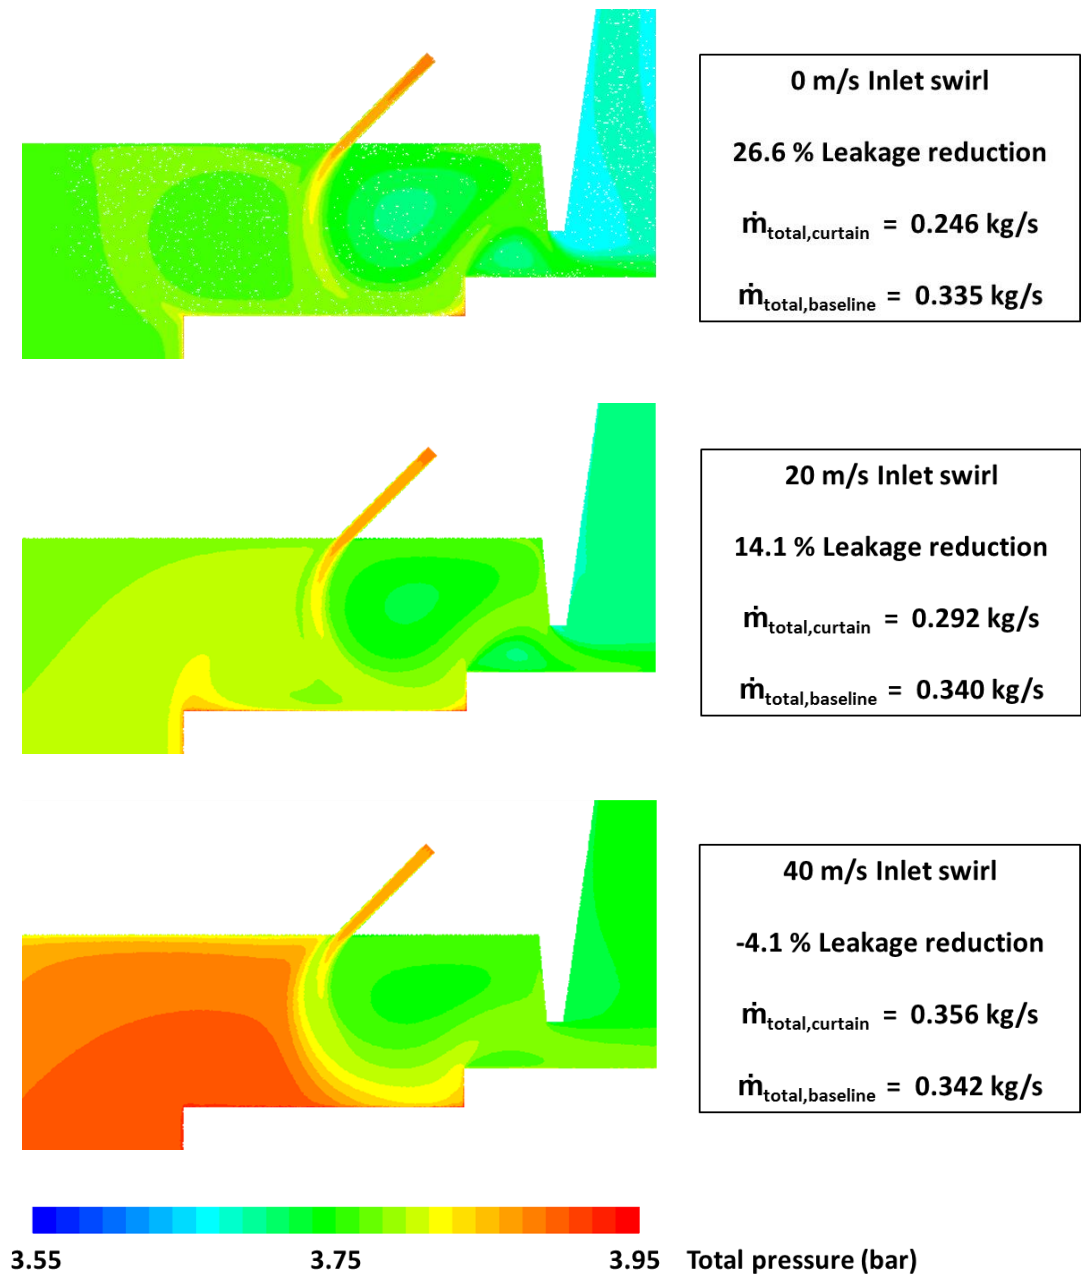 0 m/s Inlet swirl
26.6 % Leakage reduction
ṁtotal,curtain = 0.246 kg/s
ṁtotal,baseline = 0.335 kg/s
20 m/s Inlet swirl
14.1 % Leakage reduction
ṁtotal,curtain = 0.292 kg/s
ṁtotal,baseline = 0.340 kg/s
40 m/s Inlet swirl
-4.1 % Leakage reduction
ṁtotal,curtain = 0.356 kg/s
ṁtotal,baseline = 0.342 kg/s
3.55 3.75 3.95 Total pressure (bar)